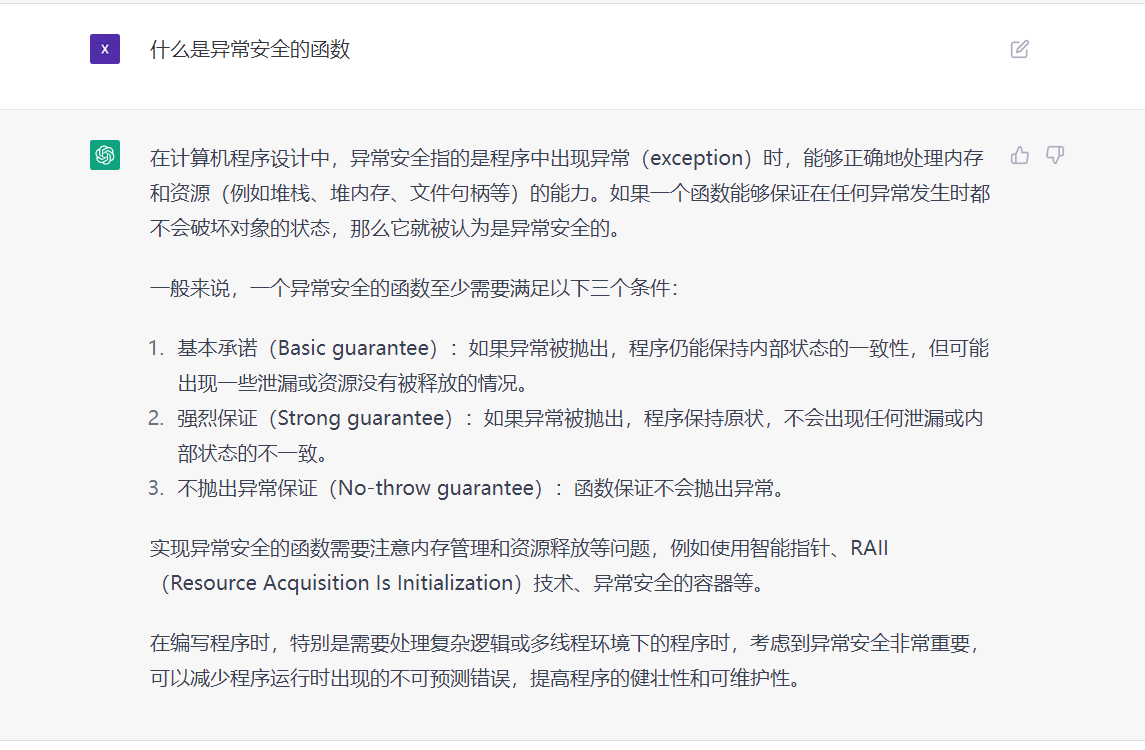 X
什么是异常安全的函数
在计算机程序设计中，异常安全指的是程序中出现异常（exception）时，能够正确地处理内存
和资源（例如堆栈、堆内存、文件句柄等）的能力。如果一个函数能够保证在任何异常发生时都
不会破坏对象的状态，那么它就被认为是异常安全的。
一般来说，一个异常安全的函数至少需要满足以下三个条件：
1. 基本承诺（Basic guarantee）：如果异常被抛出，程序仍能保持内部状态的一致性，但可能
出现一些泄漏或资源没有被释放的情况。
2. 强烈保证（Strong guarantee）：如果异常被抛出，程序保持原状，不会出现任何泄漏或内
部状态的不一致。
3. 不抛出异常保证（No-throw guarantee）：函数保证不会抛出异常。
实现异常安全的函数需要注意内存管理和资源释放等问题，例如使用智能指针、RAII
（Resource Acquisition Is Initialization）技术、异常安全的容器等。
在编写程序时，特别是需要处理复杂逻辑或多线程环境下的程序时，考虑到异常安全非常重要，
可以减少程序运行时出现的不可预测错误，提高程序的健壮性和可维护性。